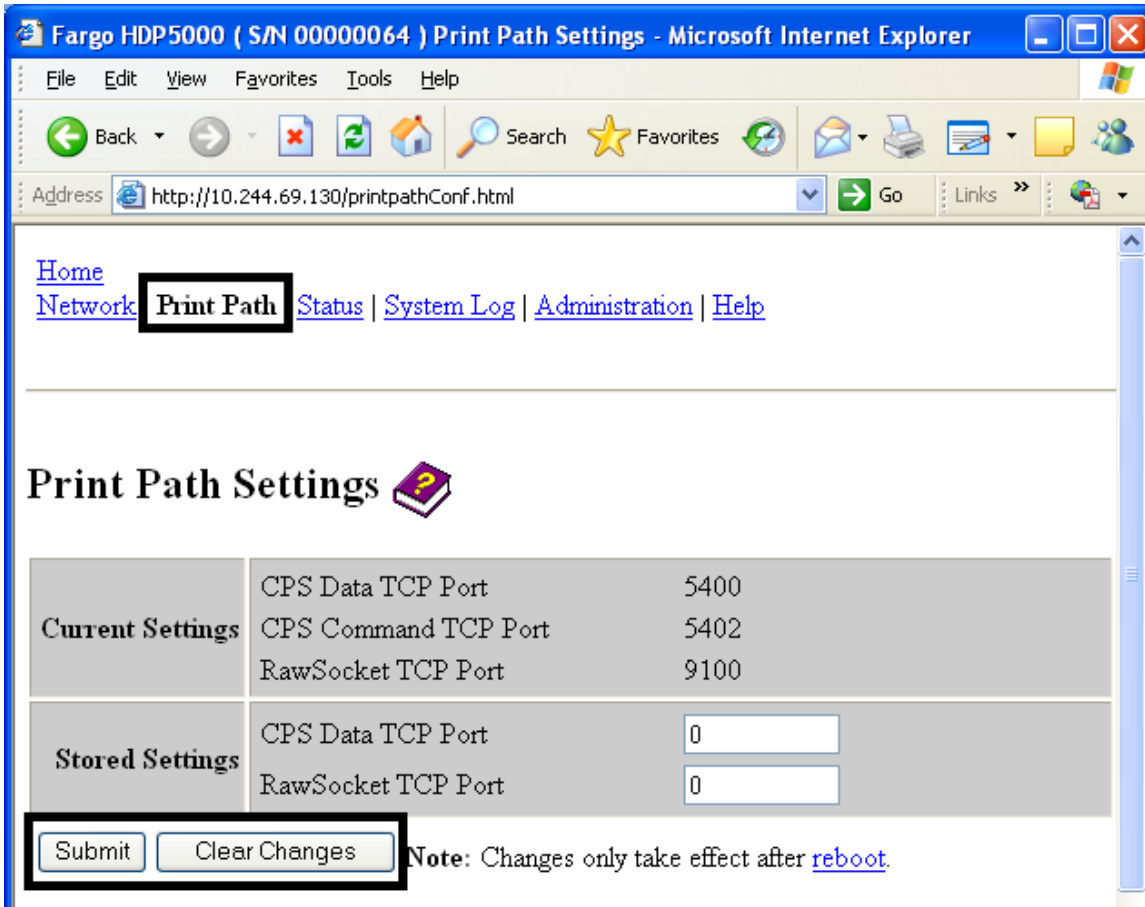 Fargo HDP5000 ( S/N 00000064 ) Print Path Settings - Microsoft Internet Explorer
File Edit View Favorites Tools Help
Back Search Favorites
Address http://10.244.69.130/printpathConf.html Go Links »
Home
Network Print Path Status | System Log | Administration | Help
Print Path Settings ?
Current Settings
CPS Data TCP Port 5400
CPS Command TCP Port 5402
RawSocket TCP Port 9100
Stored Settings
CPS Data TCP Port 0
RawSocket TCP Port 0
Submit Clear Changes Note: Changes only take effect after reboot.